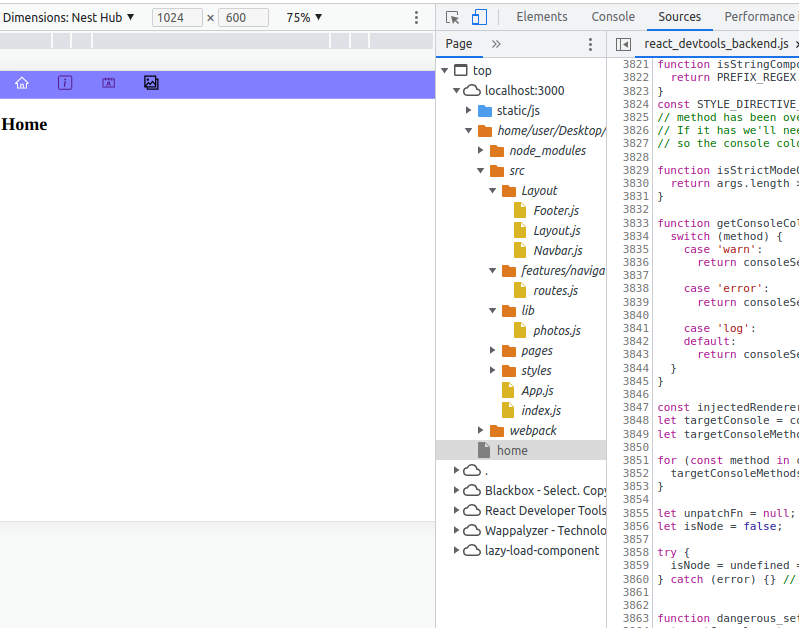 Dimensions: Nest Hub ▼ 1024 × 600 75% ▼
Home
Elements Console Sources Performance
Page »
react_devtools_backend.js ×
top
localhost:3000
static/js
home/user/Desktop/
node_modules
src
Layout
Footer.js
Layout.js
Navbar.js
features/naviga
routes.js
lib
photos.js
pages
styles
App.js
index.js
webpack
home
.
Blackbox - Select. Copy
React Developer Tools
Wappalyzer - Technolo
lazy-load-component
3821 function isStringCompo
3822 return PREFIX_REGEX
3823 }
3824 const STYLE_DIRECTIVE_
3825 // method has been ove
3826 // If it has we'll nee
3827 // so the console colo
3828
3829 function isStrictModeO
3830 return args.length >
3831 }
3832
3833 function getConsoleCol
3834 switch (method) {
3835 case 'warn':
3836 return consoleSe
3837
3838 case 'error':
3839 return consoleSe
3840
3841 case 'log':
3842 default:
3843 return consoleSe
3844 }
3845 }
3846
3847 const injectedRenderer
3848 let targetConsole = co
3849 let targetConsoleMetho
3850
3851 for (const method in c
3852 targetConsoleMethods
3853 }
3854
3855 let unpatchFn = null;
3856 let isNode = false;
3857
3858 try {
3859 isNode = undefined =
3860 } catch (error) {} //
3861
3862
3863 function dangerous_set